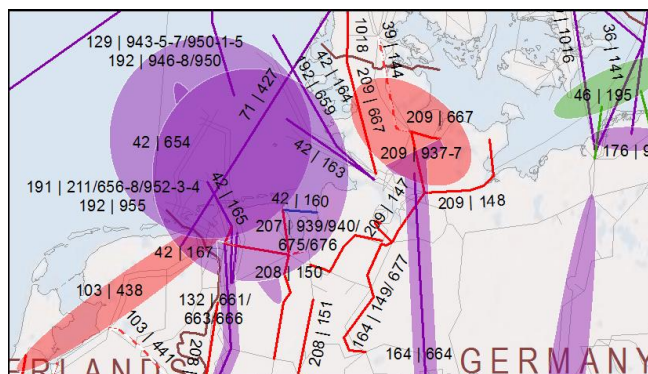 129 | 943-5-7/950-1-5
192 | 946-8/950
71 | 427
192 | 659
42 | 164
1018
209 | 667
39 | 144
1016
36 | 141
46 | 195
209 | 667
42 | 654
42 | 163
209 | 937-7
176 | 9
191 | 211/656-8/952-3-4
192 | 955
42 | 165
42 | 160
209 | 147
209 | 148
207 | 939/940/
675/676
42 | 167
208 | 150
103 | 438
132 | 661/
663/666
164 | 149/677
103 | 441
208 |
208 | 151
164 | 664
ERLANDS
GERMANY